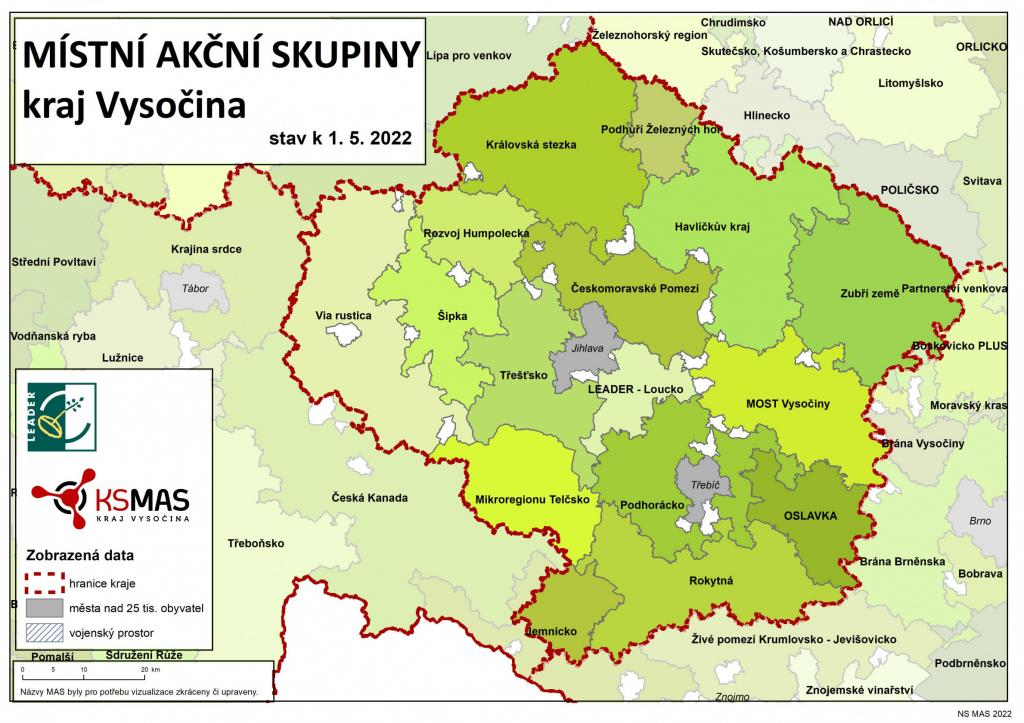 MÍSTNÍ AKČNÍ SKUPINY
kraj Vysočina
stav k 1. 5. 2022
Lípa pro venkov
Železnohorský region
Chrudimsko
NAD ORLICÍ
ORLICKO
Skutečsko, Košumbersko a Chrastecko
Litomyšlsko
Hlinecko
Podhůří Železných hor
Královská stezka
POLIČSKO
Svitava
Havlíčkův kraj
Rozvoj Humpolecka
Krajina srdce
Střední Povltaví
Tábor
Českomoravské Pomezí
Zubří země
Partnerství venkova
Via rustica
Šipka
Vodňanská ryba
Lužnice
Jihlava
Boskovicko PLUS
Třešťsko
LEADER - Loucko
MOST Vysočiny
Moravský kras
Brána Vysočiny
LEADER
KSMAS
KRAJ VYSOČINA
Česká Kanada
Mikroregionu Telčsko
Třebíč
Podhorácko
OSLAVKA
Brno
Třeboňsko
Brána Brněnska
Bobrava
Rokytná
Jemnicko
Živé pomezí Krumlovsko - Jevišovicko
Podbrněnsko
Znojmo
Znojemské vinařství
Zobrazená data
hranice kraje
města nad 25 tis. obyvatel
vojenský prostor
Pomalší
Sdružení Růže
0 5 10 20 km
Názvy MAS byly pro potřebu vizualizace zkráceny či upraveny.
NS MAS 2022